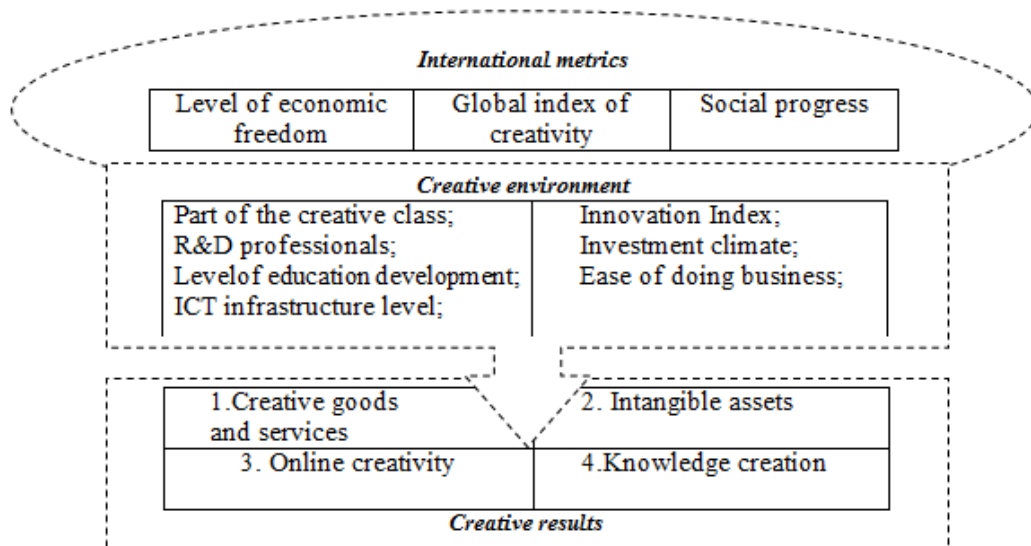 International metrics
Level of economic freedom
Global index of creativity
Social progress
Creative environment
Part of the creative class;
R&D professionals;
Levelof education development;
ICT infrastructure level;
Innovation Index;
Investment climate;
Ease of doing business;
1.Creative goods
and services
2. Intangible assets
3. Online creativity
4.Knowledge creation
Creative results